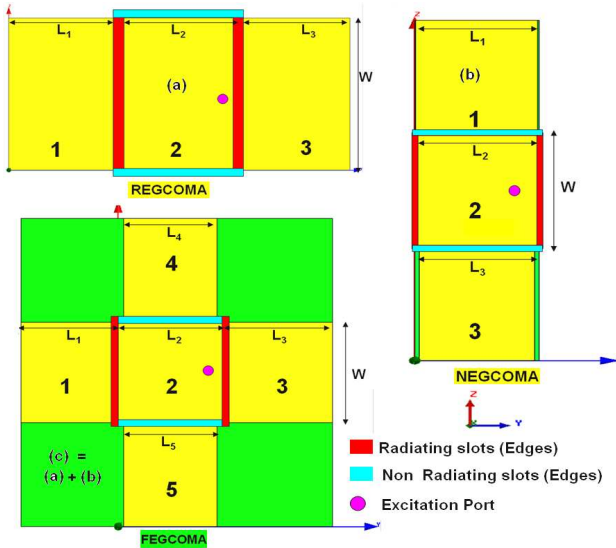 L1 L2 L3
(a)
W
1 2 3
REGCOMA
Z
L1
(b)
1
L2
W
2
L3
3
NEGCOMA
L4
4
L1 L2 L3
W
1 2 3
L5
(c) =
(a) + (b)
5
FEGCOMA
Z
Y
Radiating slots (Edges)
Non Radiating slots (Edges)
Excitation Port